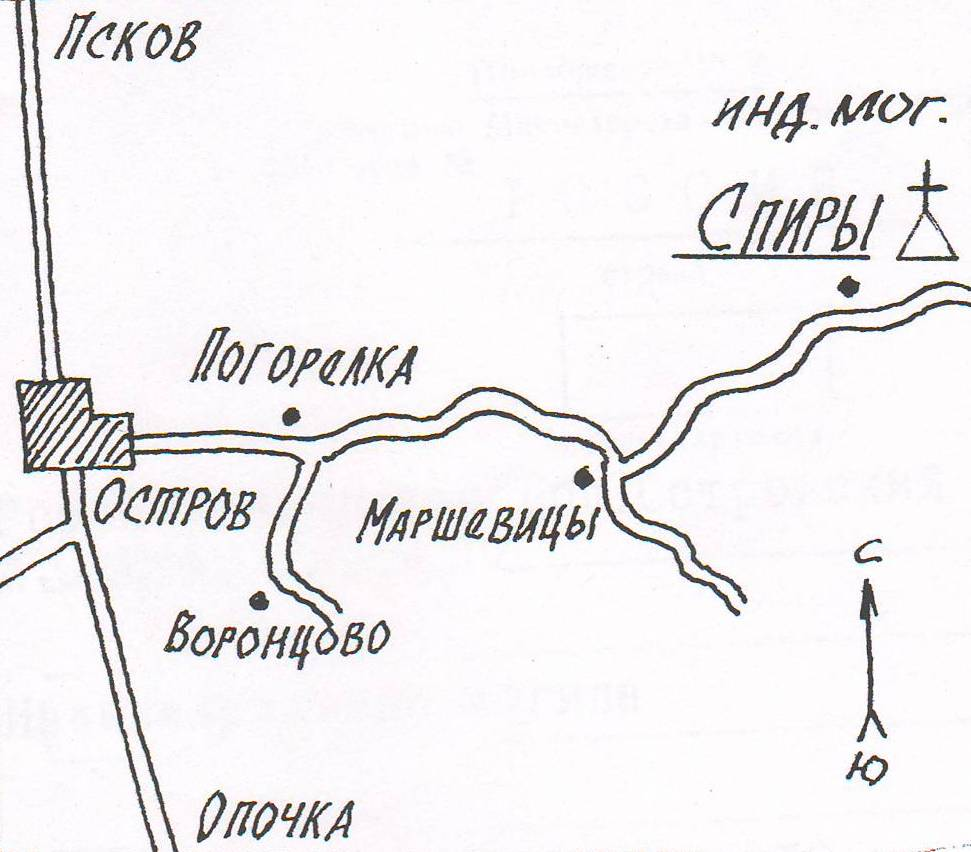 Псков
инд. мог.
Спиры
Погорелка
Остров
Маршевицы
Воронцово
Опочка
С
Ю